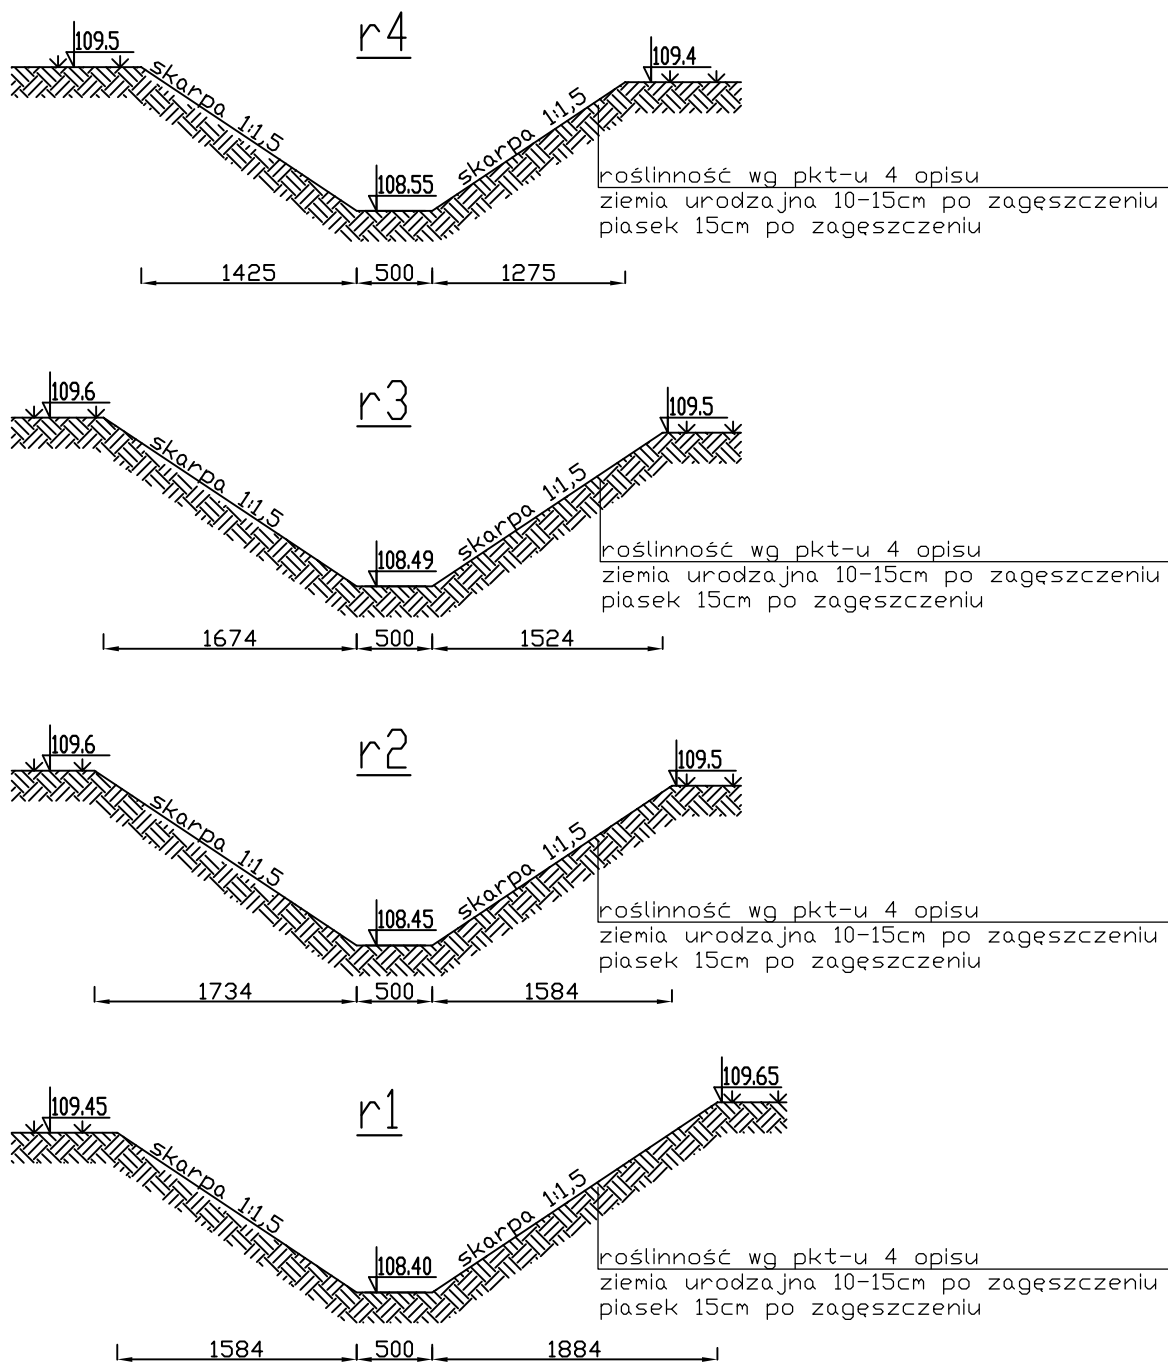 r4
109.5
109.4
skarpa 1:1,5
skarpa 1:1,5
108.55
roślinność wg pkt-u 4 opisu
ziemia urodzajna 10-15cm po zagęszczeniu
piasek 15cm po zagęszczeniu
1425 500 1275
r3
109.6
109.5
skarpa 1:1,5
skarpa 1:1,5
108.49
roślinność wg pkt-u 4 opisu
ziemia urodzajna 10-15cm po zagęszczeniu
piasek 15cm po zagęszczeniu
1674 500 1524
r2
109.6
109.5
skarpa 1:1,5
skarpa 1:1,5
108.45
roślinność wg pkt-u 4 opisu
ziemia urodzajna 10-15cm po zagęszczeniu
piasek 15cm po zagęszczeniu
1734 500 1584
r1
109.45
109.65
skarpa 1:1,5
skarpa 1:1,5
108.40
roślinność wg pkt-u 4 opisu
ziemia urodzajna 10-15cm po zagęszczeniu
piasek 15cm po zagęszczeniu
1584 500 1884